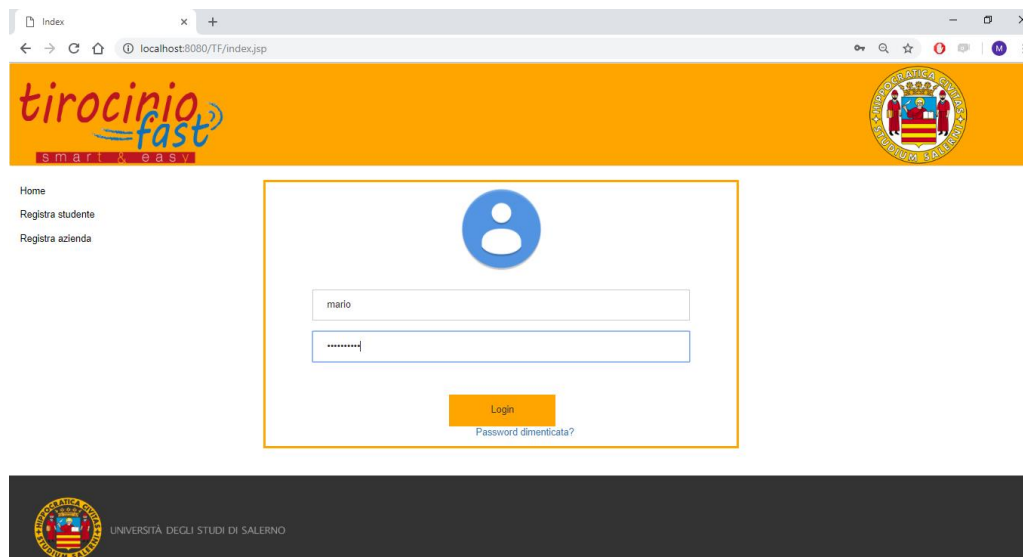 Index
localhost:8080/TF/index.jsp
M
tirocinio
fast
smart & easy
HIPPOCRATICA CIVITAS
STUDIUM SALERNI
Home
Registra studente
Registra azienda
mario
••••••••••
Login
Password dimenticata?
UNIVERSITÀ DEGLI STUDI DI SALERNO